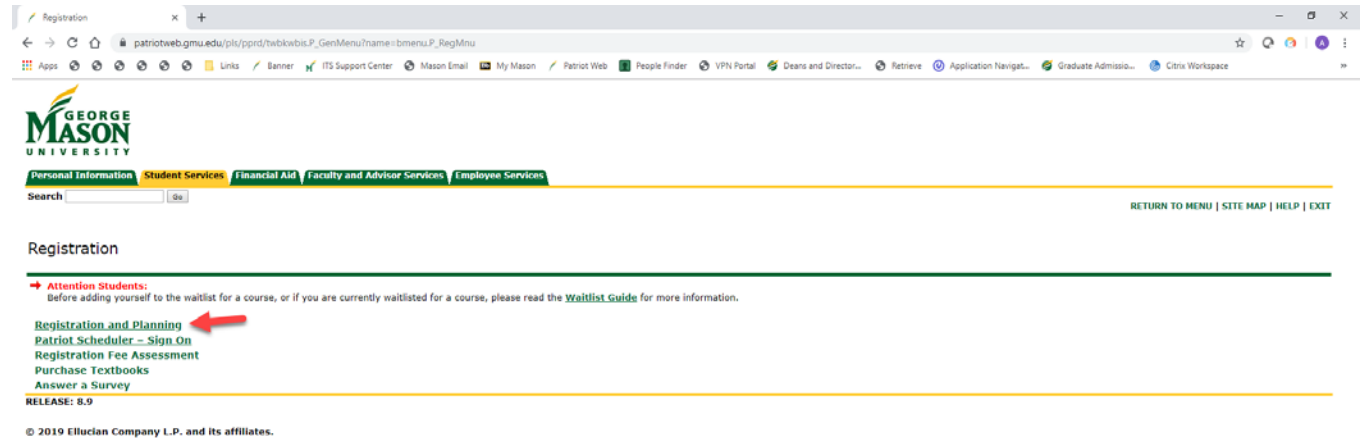 Registration
patriotweb.gmu.edu/pls/pprd/twbkwbis.P_GenMenu?name=bmenu.P_RegMnu
A
Apps Links Banner ITS Support Center Mason Email My Mason Patriot Web People Finder VPN Portal Deans and Director... Retrieve Application Navigat... Graduate Admissio... Citrix Workspace
GEORGE
MASON
UNIVERSITY
Personal Information Student Services Financial Aid Faculty and Advisor Services Employee Services
Search Go
RETURN TO MENU | SITE MAP | HELP | EXIT
Registration
Attention Students:
Before adding yourself to the waitlist for a course, or if you are currently waitlisted for a course, please read the Waitlist Guide for more information.
Registration and Planning
Patriot Scheduler – Sign On
Registration Fee Assessment
Purchase Textbooks
Answer a Survey
RELEASE: 8.9
© 2019 Ellucian Company L.P. and its affiliates.